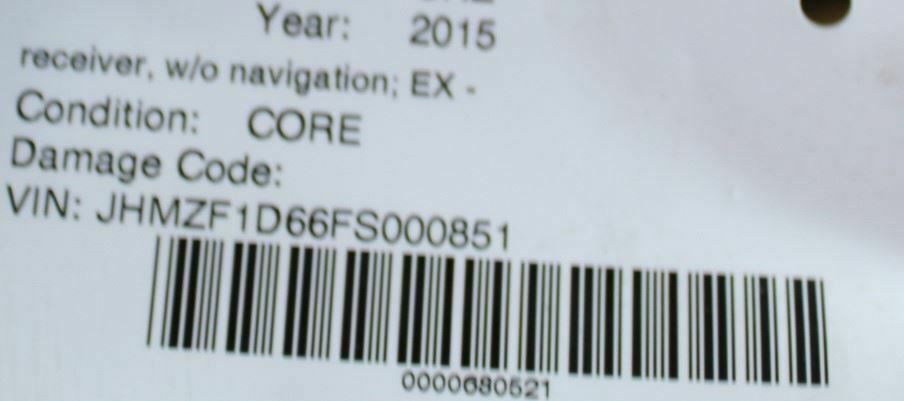 Year: 2015
receiver, w/o navigation; EX -
Condition: CORE
Damage Code:
VIN: JHMZF1D66FS000851
0000680521